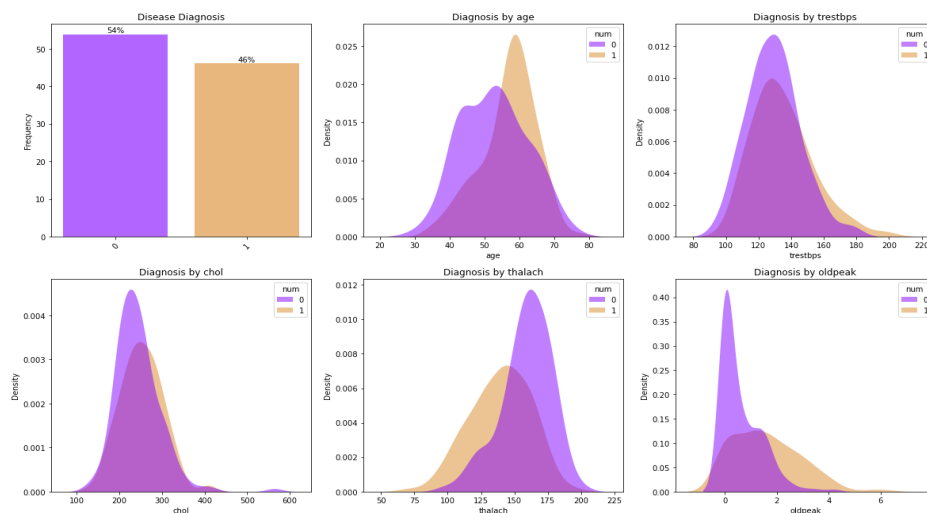 Disease Diagnosis
54%
46%
Frequency
50
40
30
20
10
0
0
1
Diagnosis by age
num
0
1
Density
0.025
0.020
0.015
0.010
0.005
0.000
20 30 40 50 60 70 80
age
Diagnosis by trestbps
num
0
1
Density
0.012
0.010
0.008
0.006
0.004
0.002
0.000
80 100 120 140 160 180 200 220
trestbps
Diagnosis by chol
num
0
1
Density
0.004
0.003
0.002
0.001
0.000
100 200 300 400 500 600
chol
Diagnosis by thalach
num
0
1
Density
0.012
0.010
0.008
0.006
0.004
0.002
0.000
50 75 100 125 150 175 200 225
thalach
Diagnosis by oldpeak
num
0
1
Density
0.40
0.35
0.30
0.25
0.20
0.15
0.10
0.05
0.00
0 2 4 6
oldpeak